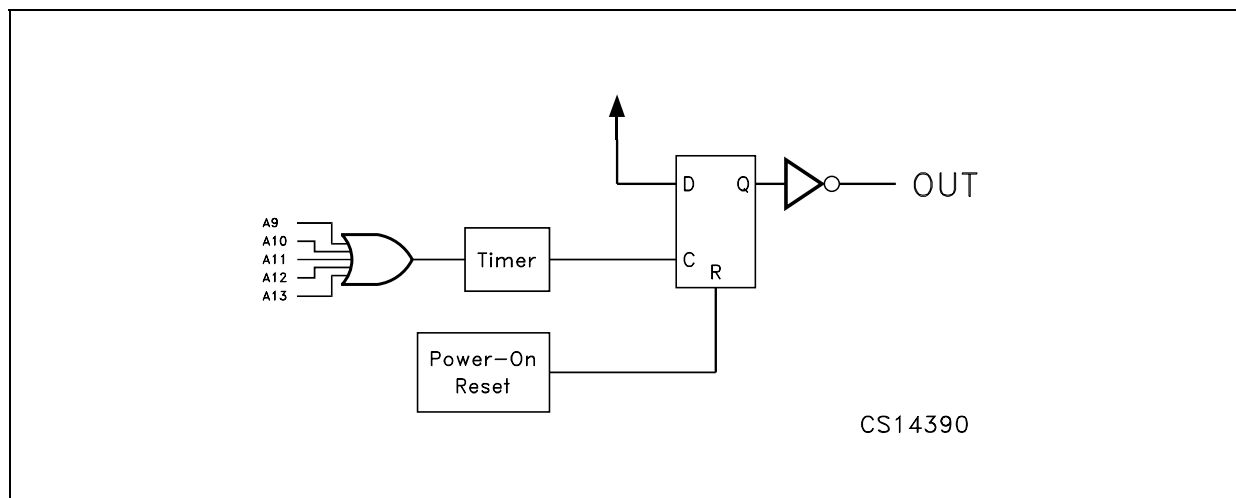 D Q
OUT
A9
A10
A11
A12
A13
Timer
C
R
Power-On
Reset
CS14390